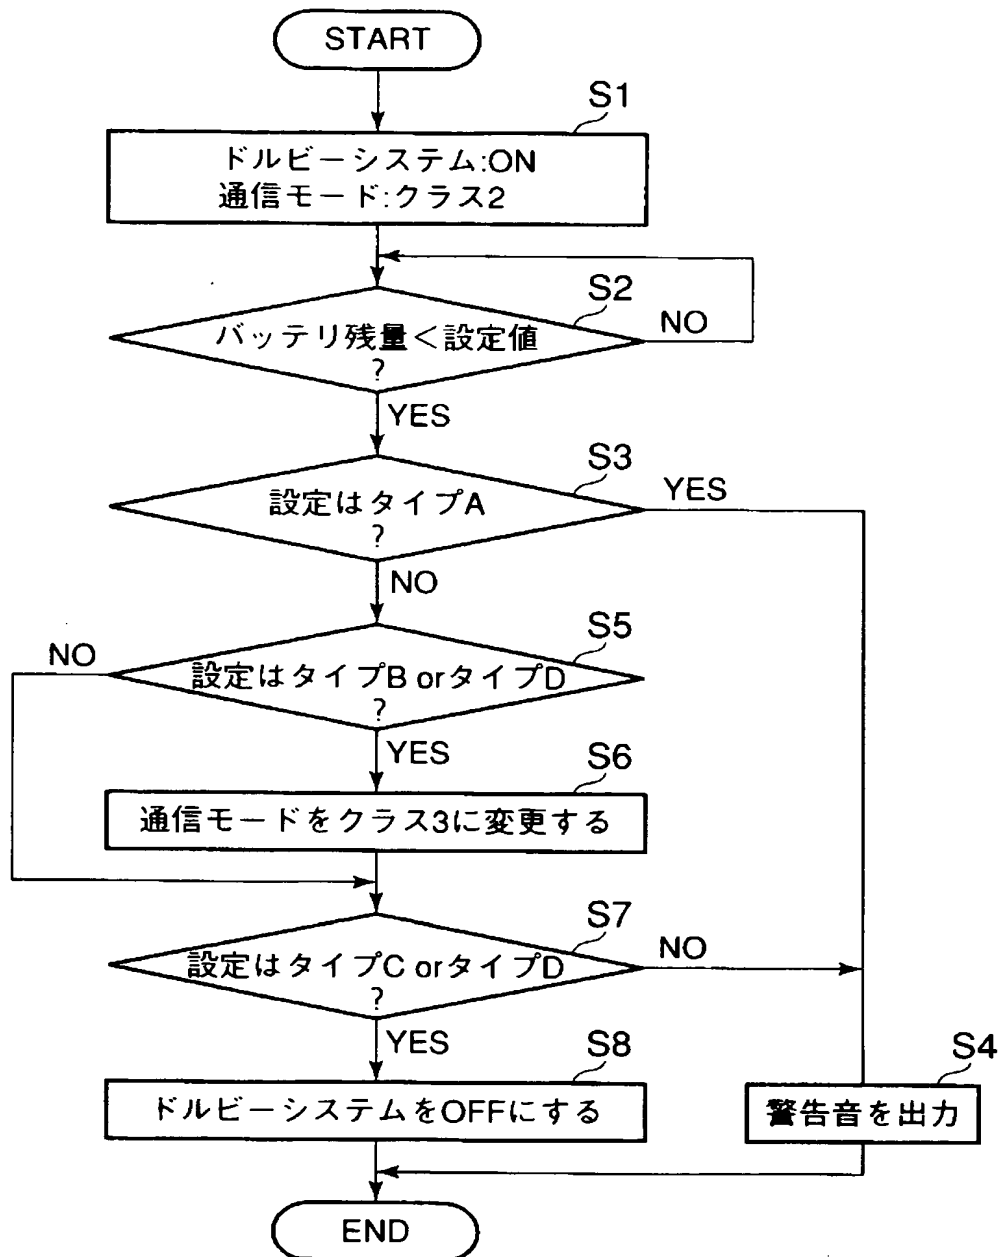 START
S1
ドルビーシステム:ON
通信モード:クラス2
S2
バッテリ残量<設定値
?
NO
YES
S3
設定はタイプA
?
YES
NO
S5
設定はタイプB orタイプD
?
NO
YES
S6
通信モードをクラス3に変更する
S7
設定はタイプC orタイプD
?
NO
YES
S8
ドルビーシステムをOFFにする
S4
警告音を出力
END